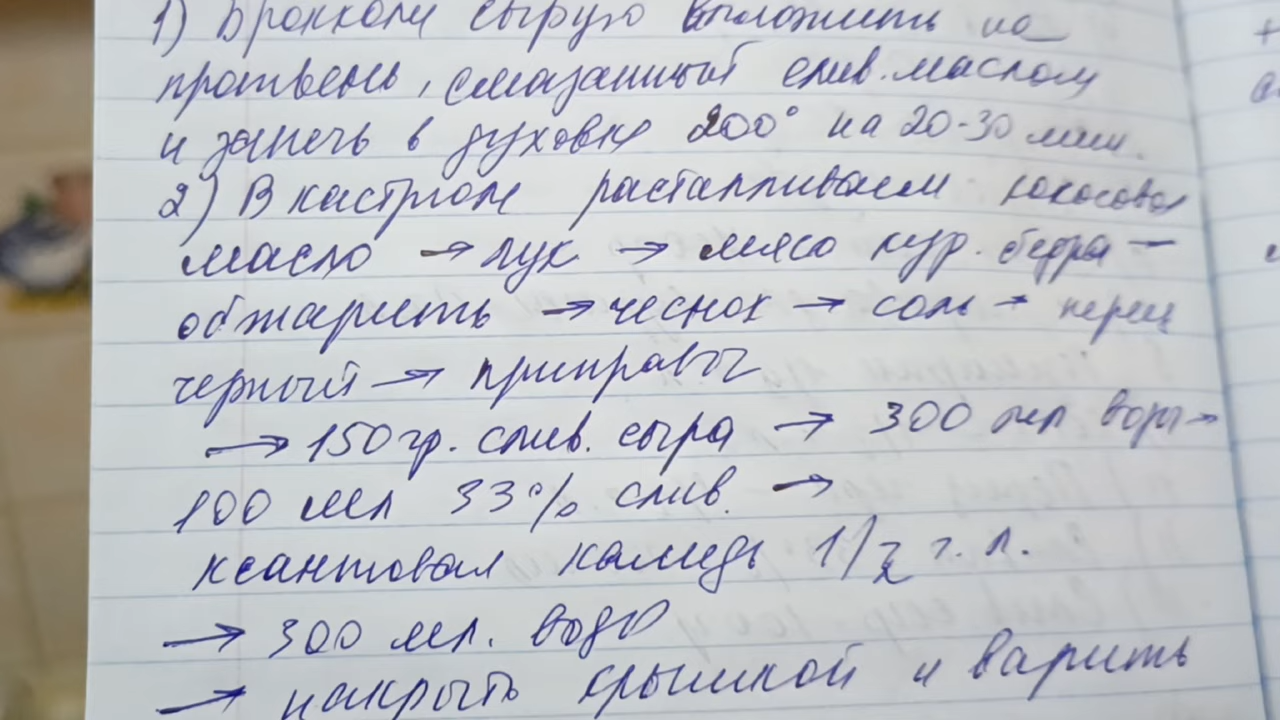 1) Брокколи сырую выложить на
противень, смазанный слив. маслом
и запечь в духовке 200° на 20-30 мин.
2) В кастрюле растапливаем кокосовое
масло → лук → мясо кур. бедра –
обжарить → чеснок → соль → перец
черный → приправы
→ 150 гр. слив. сыра → 300 мл воды →
100 мл 33% слив. →
ксантовая камедь 1/2 ч. л.
→ 300 мл. воды
→ накрыть крышкой и варить